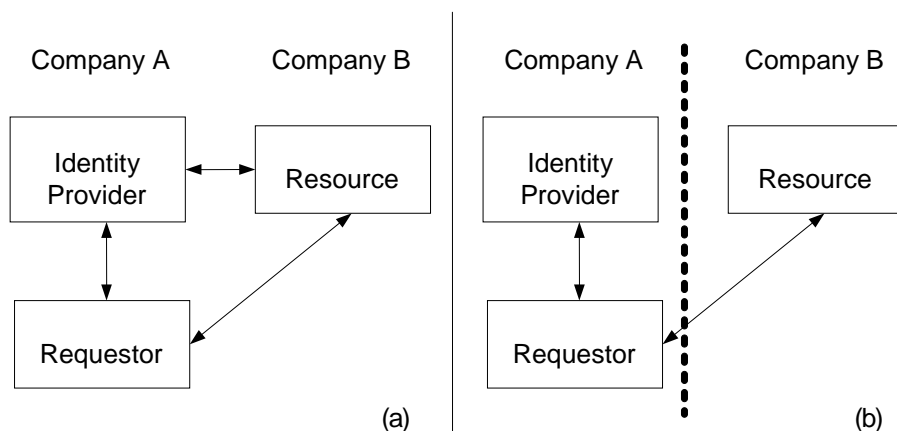 Company A
Company B
Identity
Provider
Resource
Requestor
(a)
Company A
Company B
Identity
Provider
Resource
Requestor
(b)